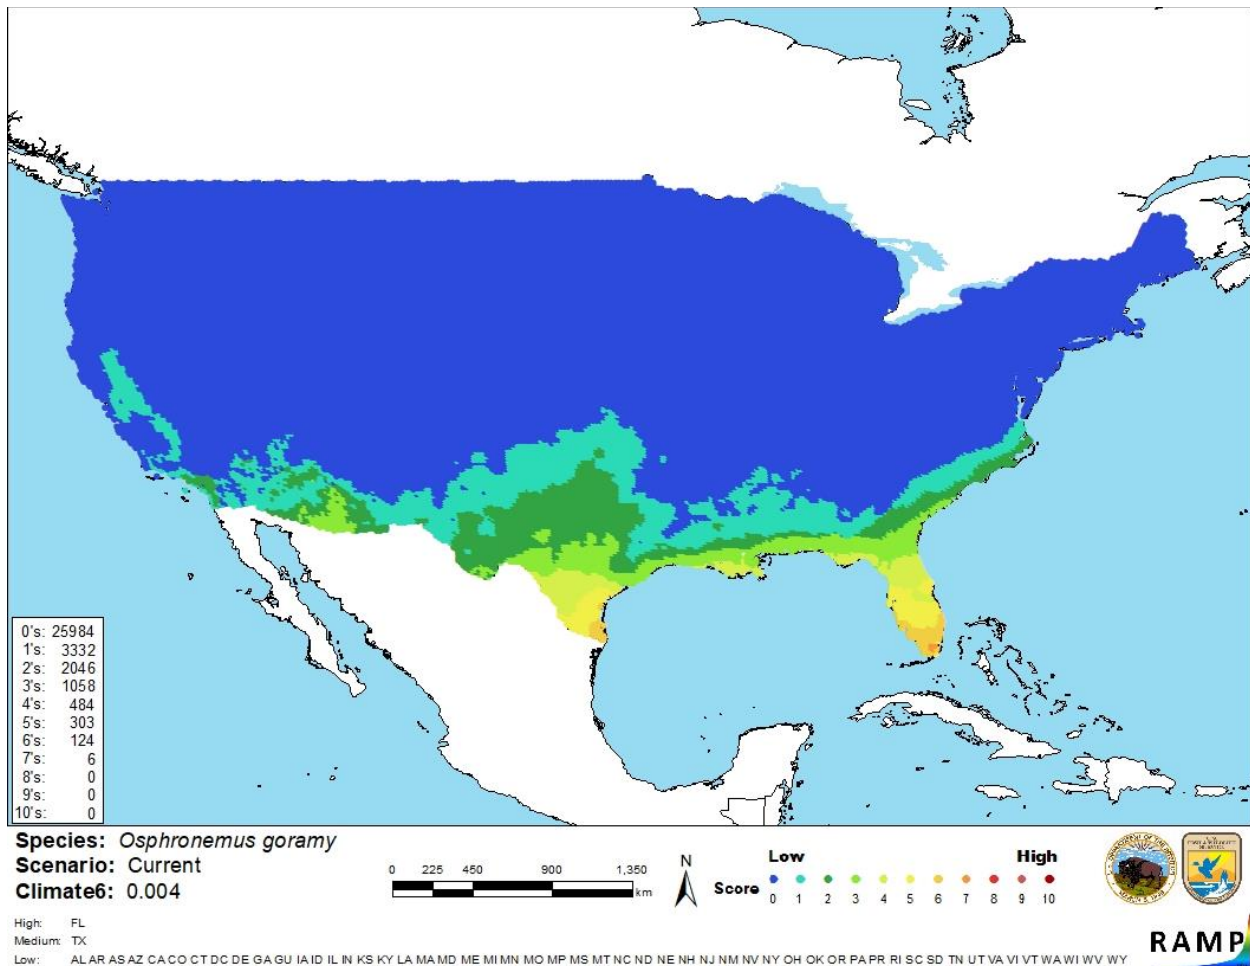 0's: 25984
1's: 3332
2's: 2046
3's: 1058
4's: 484
5's: 303
6's: 124
7's: 6
8's: 0
9's: 0
10's: 0
Species: Osphronemus goramy
Scenario: Current
Climate6: 0.004
0 225 450 900 1,350
km
N
Low High
Score
0 1 2 3 4 5 6 7 8 9 10
High: FL
Medium: TX
Low: AL AR AS AZ CA CO CT DC DE GA GU IA ID IL IN KS KY LA MA MD ME MI MN MO MP MS MT NC ND NE NH NJ NM NV NY OH OK OR PA PR RI SC SD TN UT VA VI VT WA WI WV WY
RAMP